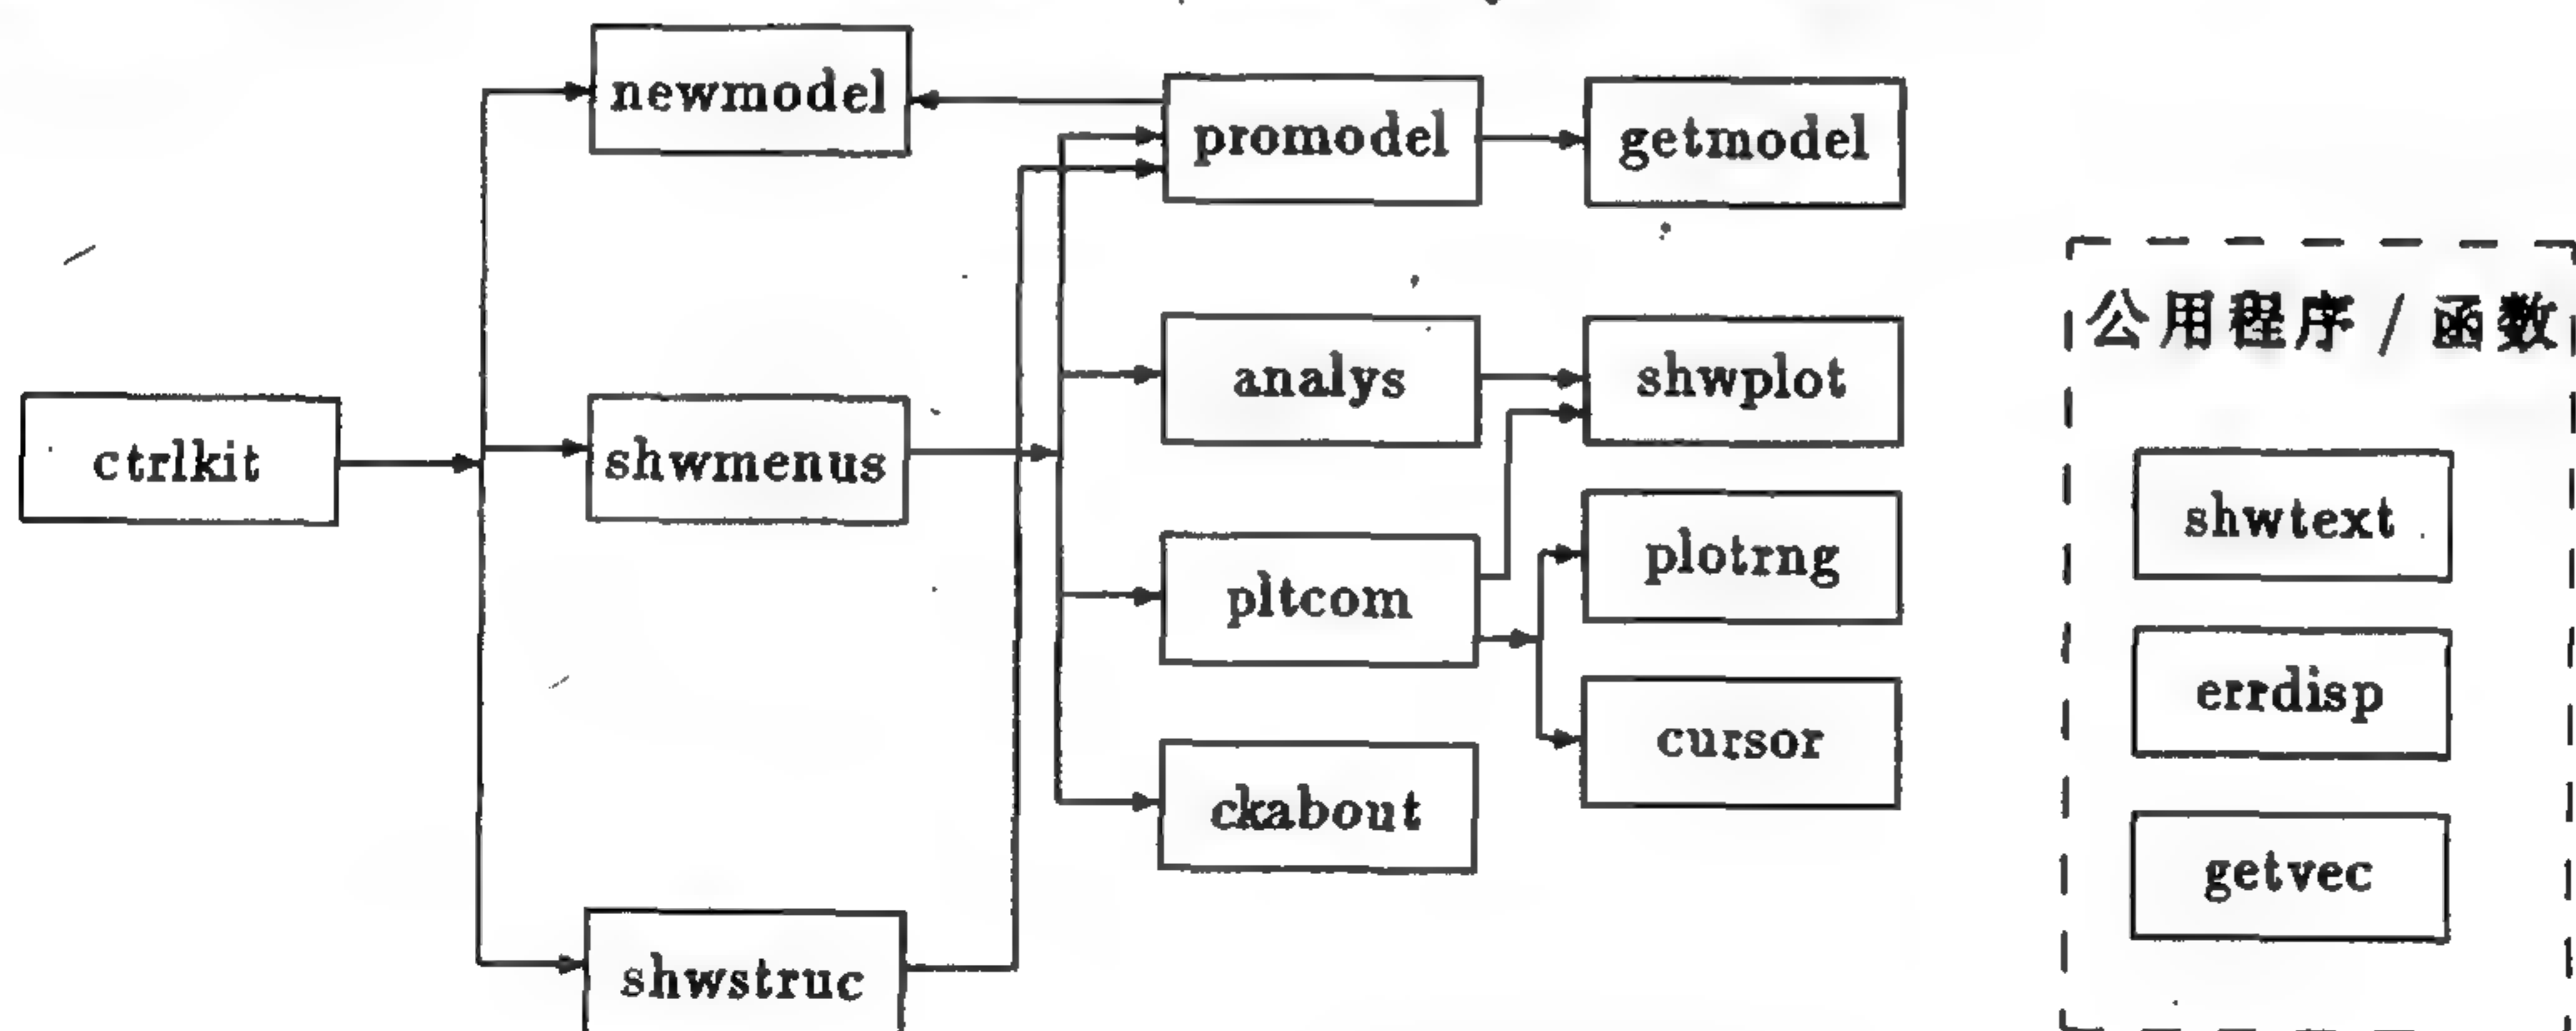 newmodel
promodel
getmodel
公用程序 / 函数
analys
shwplot
ctrlkit
shwmenus
shwtext
plotrng
pltcom
errdisp
cursor
ckabout
getvec
shwstruc